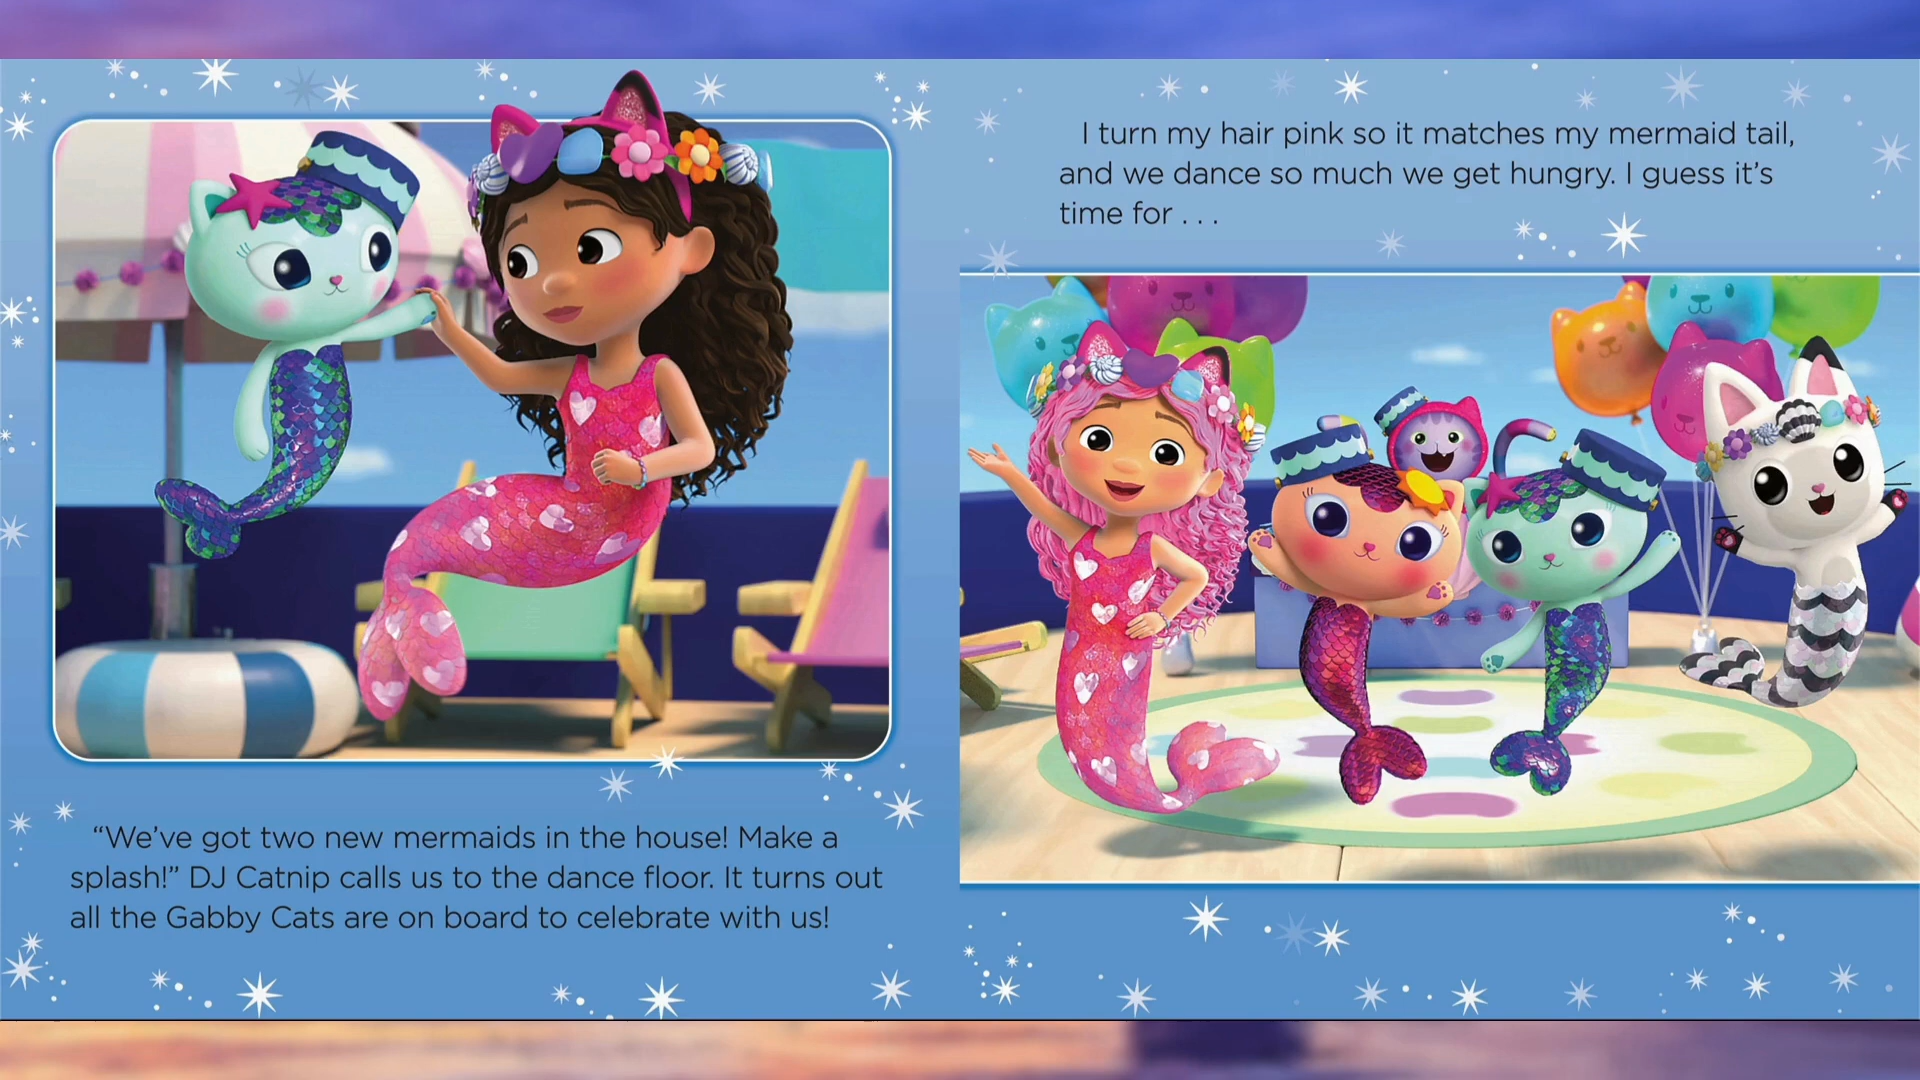 “We’ve got two new mermaids in the house! Make a
splash!” DJ Catnip calls us to the dance floor. It turns out
all the Gabby Cats are on board to celebrate with us!
I turn my hair pink so it matches my mermaid tail,
and we dance so much we get hungry. I guess it’s
time for . . .